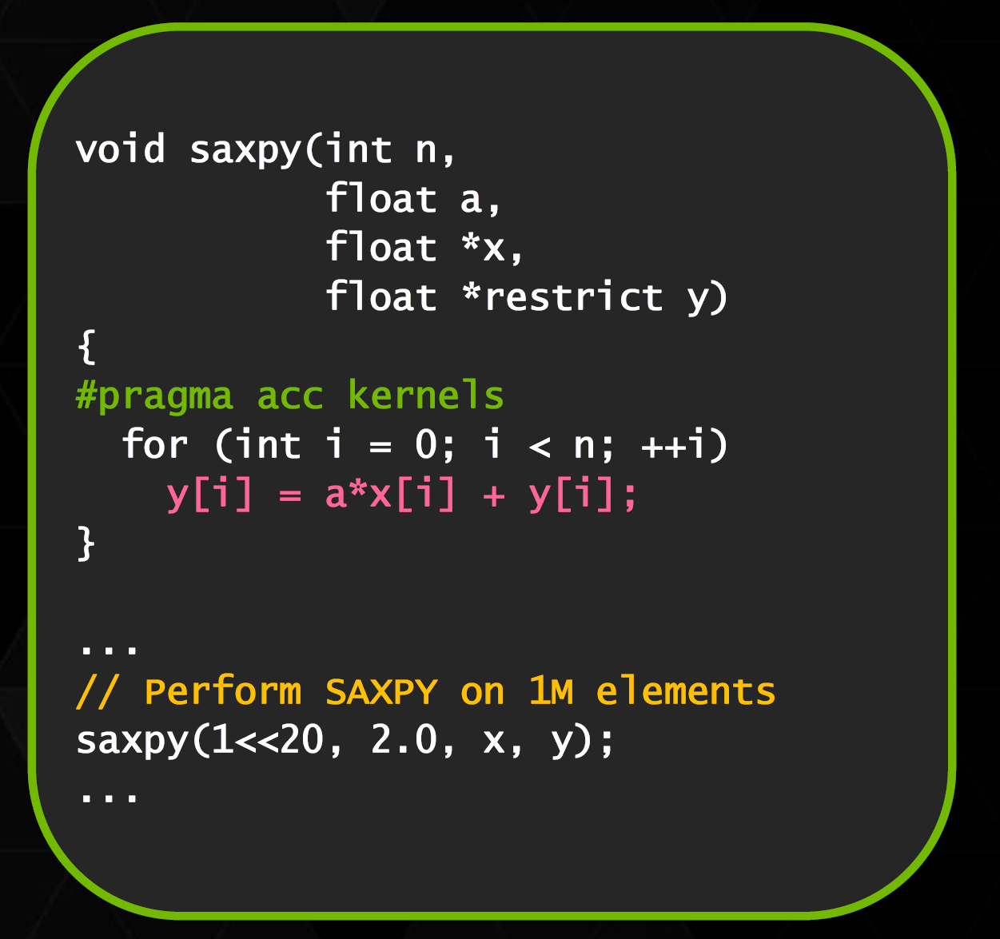 void saxpy(int n,
           float a,
           float *x,
           float *restrict y)
{
#pragma acc kernels
  for (int i = 0; i < n; ++i)
    y[i] = a*x[i] + y[i];
}
...
// Perform SAXPY on 1M elements
saxpy(1<<20, 2.0, x, y);
...